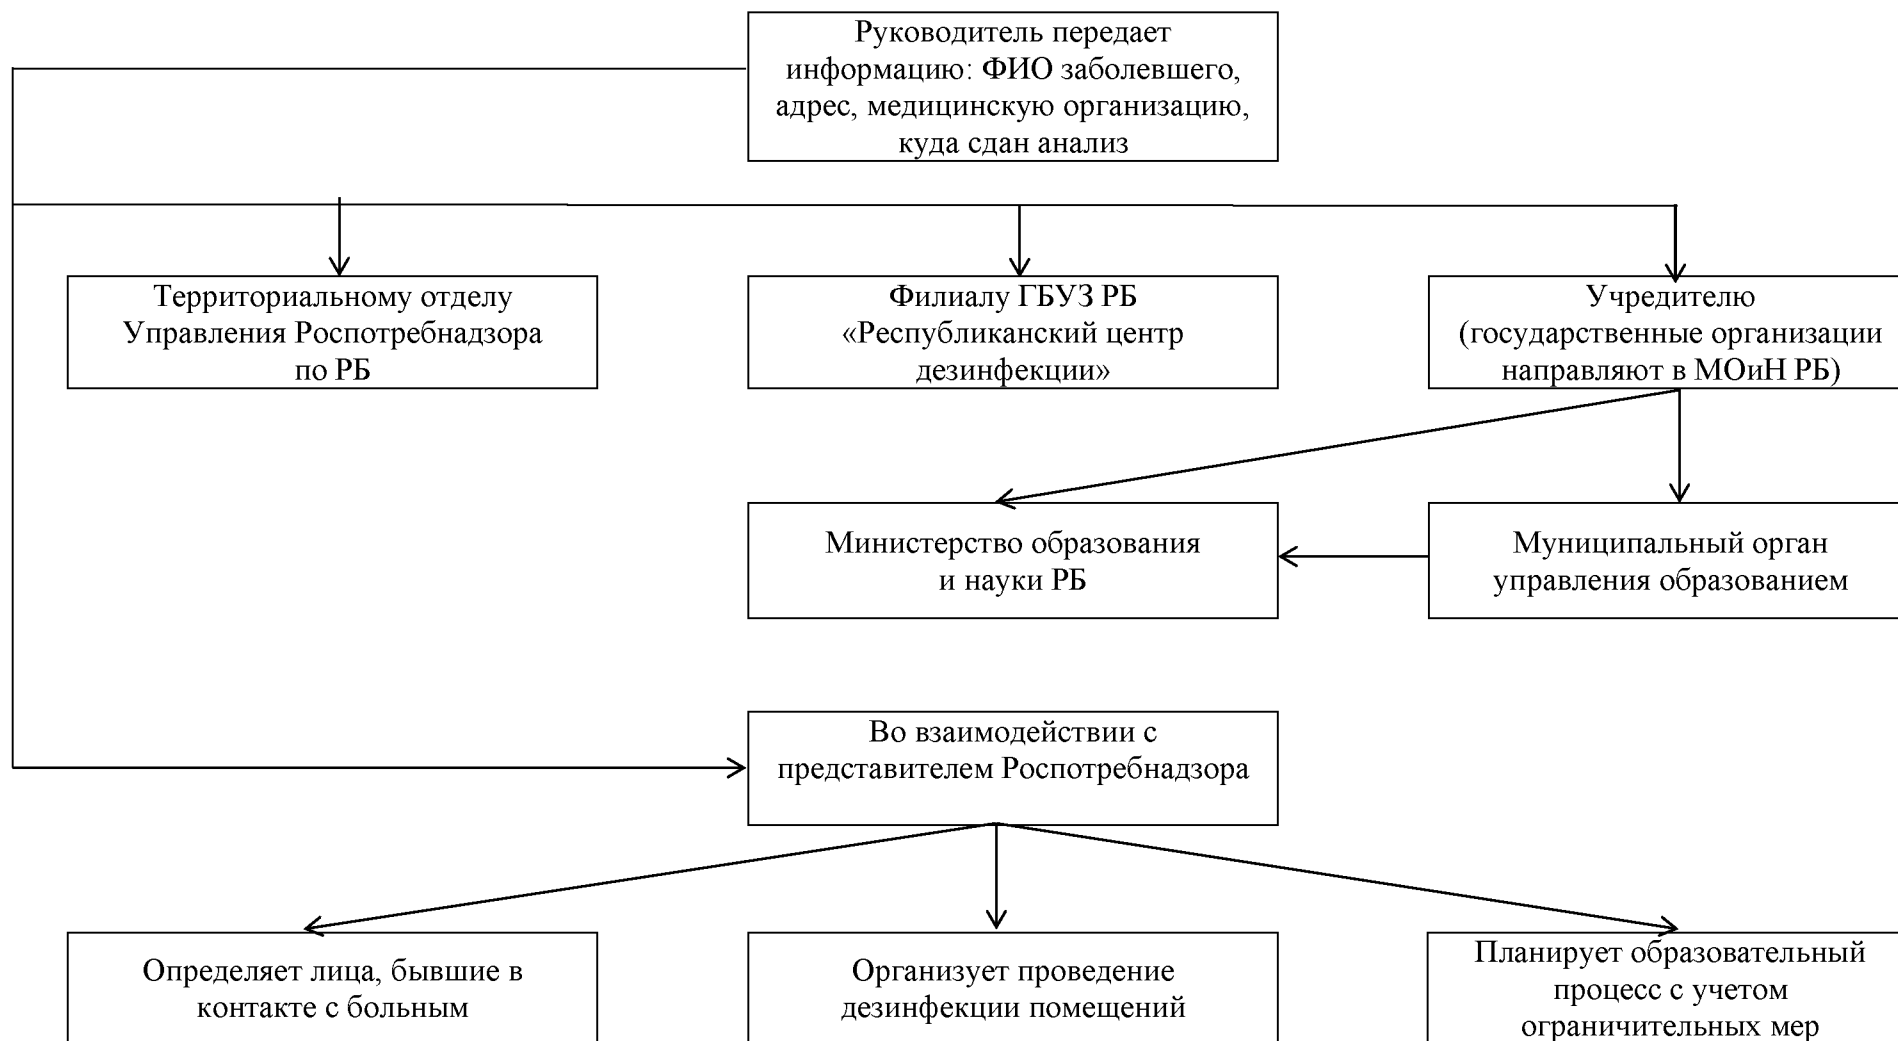 Руководитель передает
информацию: ФИО заболевшего,
адрес, медицинскую организацию,
куда сдан анализ
Территориальному отделу
Управления Роспотребнадзора
по РБ
Филиалу ГБУЗ РБ
«Республиканский центр
дезинфекции»
Учредителю
(государственные организации
направляют в МОиН РБ)
Министерство образования
и науки РБ
Муниципальный орган
управления образованием
Во взаимодействии с
представителем Роспотребнадзора
Определяет лица, бывшие в
контакте с больным
Организует проведение
дезинфекции помещений
Планирует образовательный
процесс с учетом
ограничительных мер